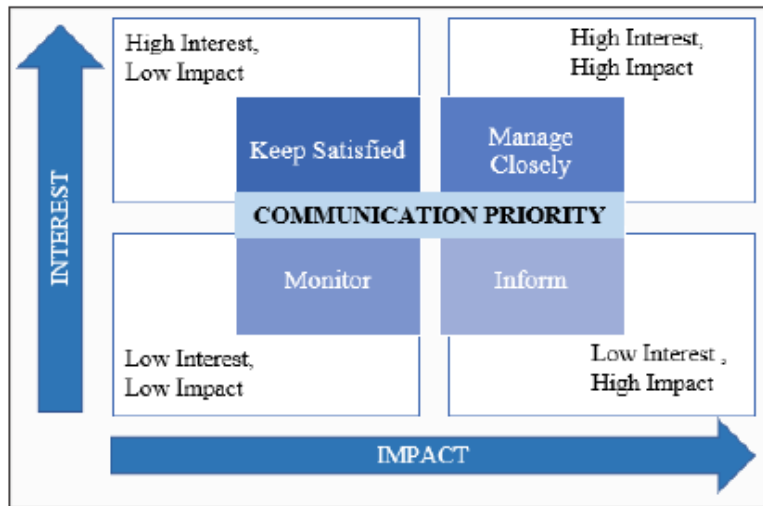 High Interest,
Low Impact
High Interest,
High Impact
Keep Satisfied
Manage
Closely
INTEREST
COMMUNICATION PRIORITY
Monitor
Inform
Low Interest,
Low Impact
Low Interest ,
High Impact
IMPACT